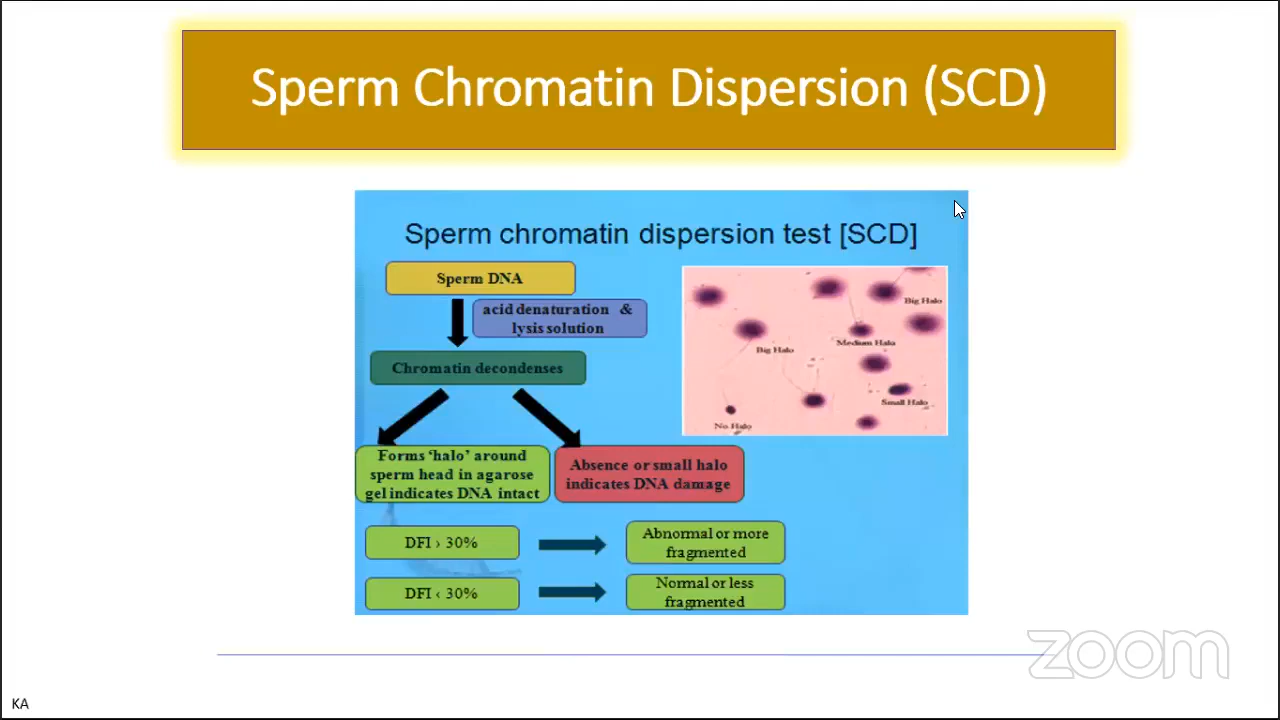 Sperm Chromatin Dispersion (SCD)
Sperm chromatin dispersion test [SCD]
Sperm DNA
acid denaturation &
lysis solution
Chromatin decondenses
Forms ‘halo’ around
sperm head in agarose
gel indicates DNA intact
Absence or small halo
indicates DNA damage
DFI › 30%
Abnormal or more
fragmented
DFI ‹ 30%
Normal or less
fragmented
Big Halo
Medium Halo
Big Halo
Small Halo
No Halo
zoom
KA